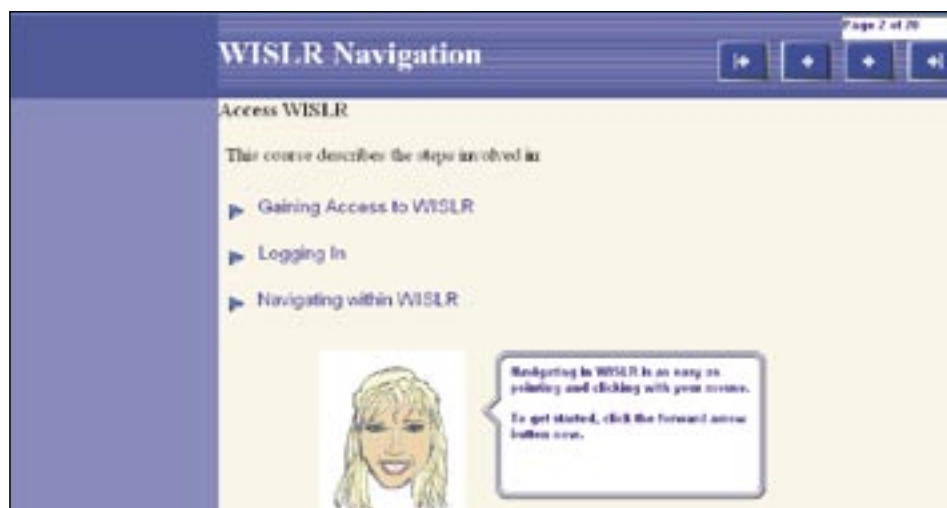 Page 2 of 20
WISLR Navigation
Access WISLR
This course describes the steps involved in
Gaining Access to WISLR
Logging In
Navigating within WISLR
Navigating in WISLR is as easy as
pointing and clicking with your mouse.
To get started, click the forward arrow
button now.